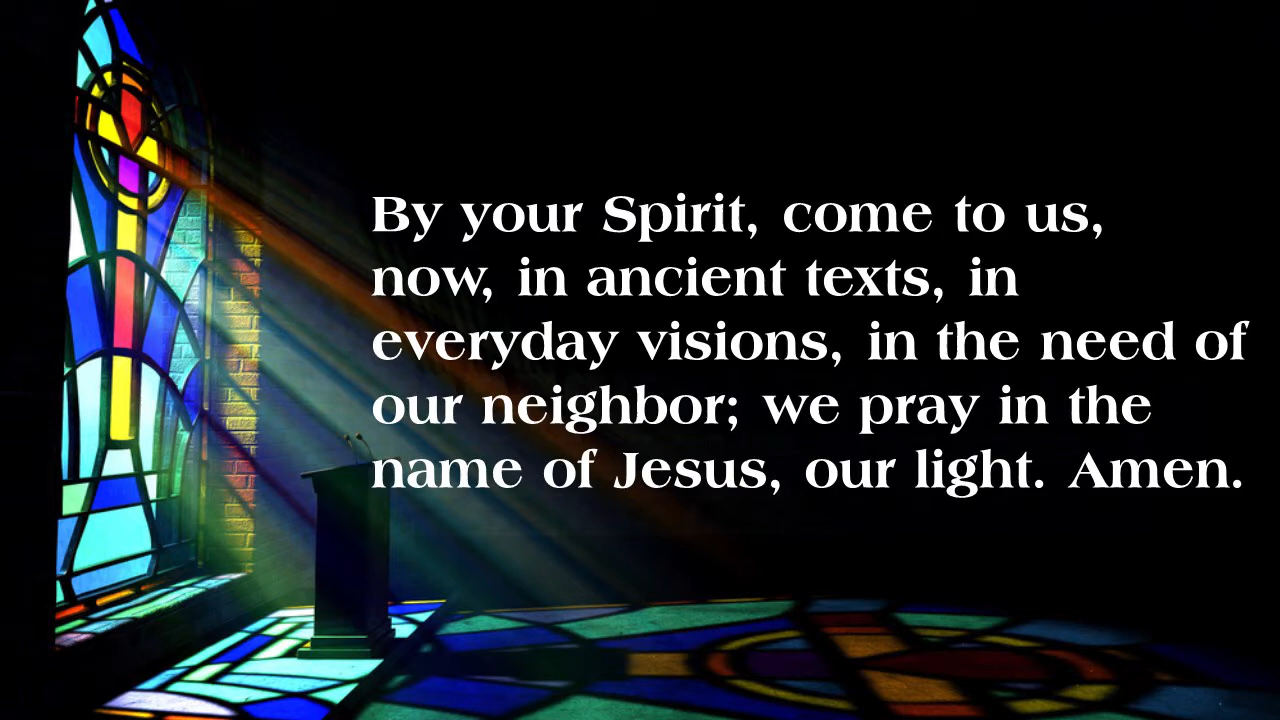 By your Spirit, come to us,
now, in ancient texts, in
everyday visions, in the need of
our neighbor; we pray in the
name of Jesus, our light. Amen.